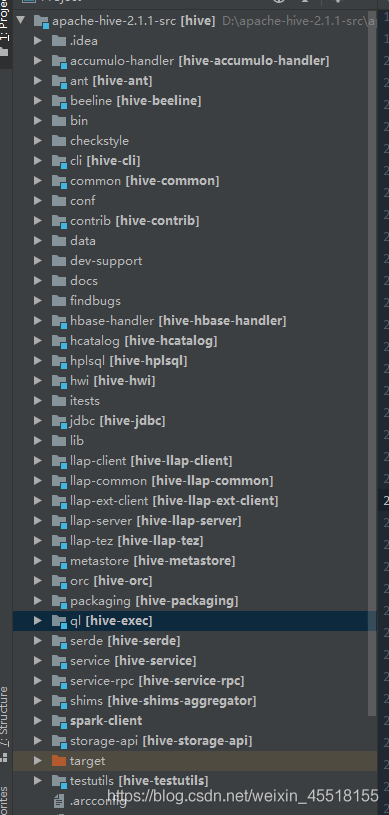 apache-hive-2.1.1-src [hive] D:\apache-hive-2.1.1-src\a
.idea
accumulo-handler [hive-accumulo-handler]
ant [hive-ant]
beeline [hive-beeline]
bin
checkstyle
cli [hive-cli]
common [hive-common]
conf
contrib [hive-contrib]
data
dev-support
docs
findbugs
hbase-handler [hive-hbase-handler]
hcatalog [hive-hcatalog]
hplsql [hive-hplsql]
hwi [hive-hwi]
itests
jdbc [hive-jdbc]
lib
llap-client [hive-llap-client]
llap-common [hive-llap-common]
llap-ext-client [hive-llap-ext-client]
llap-server [hive-llap-server]
llap-tez [hive-llap-tez]
metastore [hive-metastore]
orc [hive-orc]
packaging [hive-packaging]
ql [hive-exec]
serde [hive-serde]
service [hive-service]
service-rpc [hive-service-rpc]
shims [hive-shims-aggregator]
spark-client
storage-api [hive-storage-api]
target
testutils [hive-testutils]
.arcconfig
https://blog.csdn.net/weixin_45518155
1: Projec
7: Structure
orites